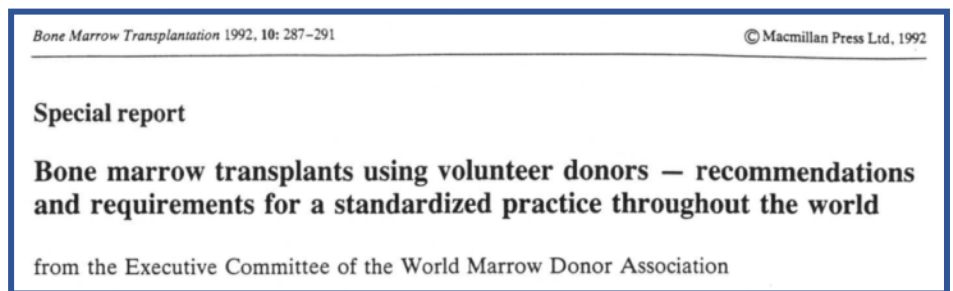 Bone Marrow Transplantation 1992, 10: 287–291
© Macmillan Press Ltd, 1992
Special report
Bone marrow transplants using volunteer donors — recommendations
and requirements for a standardized practice throughout the world
from the Executive Committee of the World Marrow Donor Association